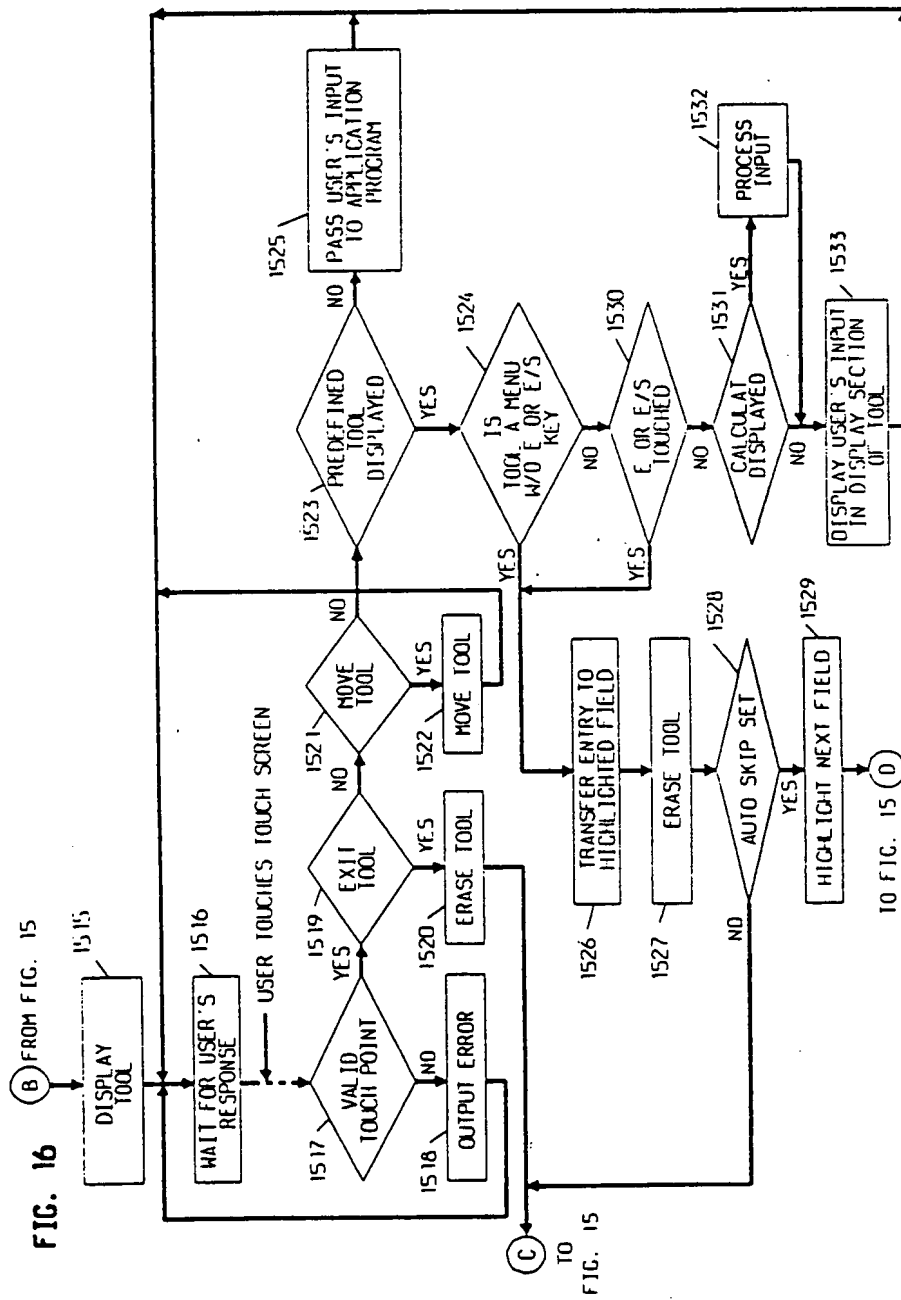 FIG. 16
B
FROM FIG. 15
1515
DISPLAY
TOOL
1516
WAIT FOR USER'S
RESPONSE
USER TOUCHES TOUCH SCREEN
1517
VALID
TOUCH POINT
YES
NO
1518
OUTPUT ERROR
1519
EXIT
TOOL
NO
YES
1520
ERASE TOOL
C
TO
FIG. 15
1521
MOVE
TOOL
NO
YES
1522
MOVE TOOL
1523
PREDEFINED
TOOL
DISPLAYED
NO
YES
1525
PASS USER'S INPUT
TO APPLICATION
PROGRAM
1524
IS
TOOL A MENU
W/O E OR E/S
KEY
YES
NO
1530
E OR E/S
TOUCHED
YES
NO
1531
CALCULAT
DISPLAYED
YES
NO
1532
PROCESS
INPUT
1533
DISPLAY USER'S INPUT
IN DISPLAY SECTION
OF TOOL
1526
TRANSFER ENTRY TO
HIGHLIGHTED FIELD
1527
ERASE TOOL
1528
AUTO SKIP SET
NO
YES
1529
HIGHLIGHT NEXT FIELD
TO FIG. 15
D